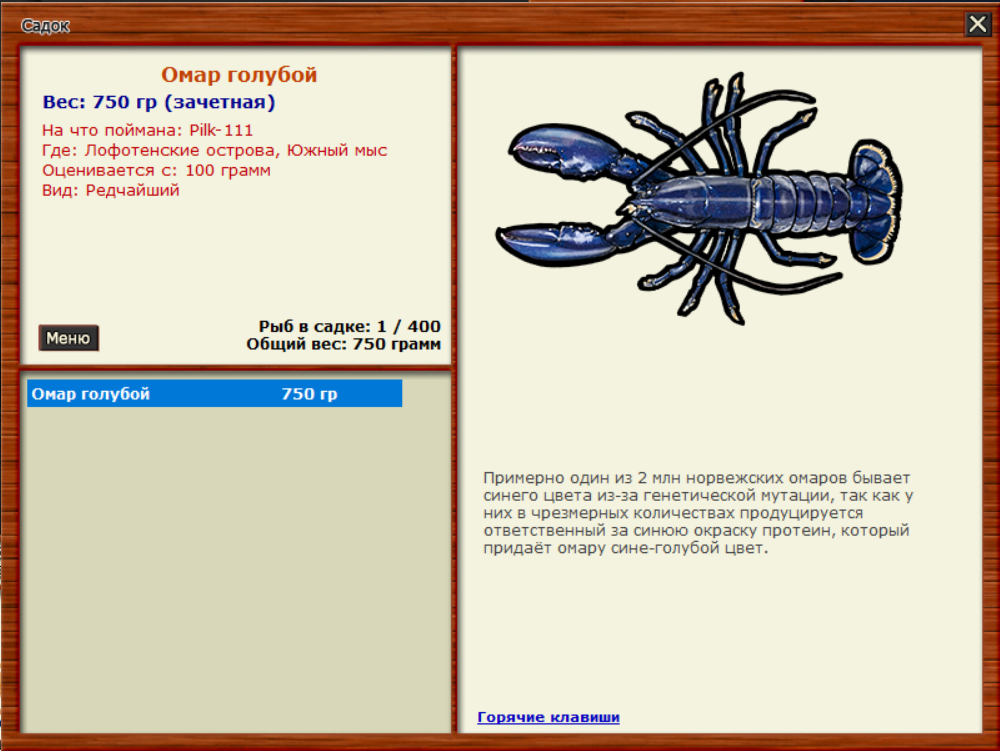 Садок
Омар голубой
Вес: 750 гр (зачетная)
На что поймана: Pilk-111
Где: Лофотенские острова, Южный мыс
Оценивается с: 100 грамм
Вид: Редчайший
Меню
Рыб в садке: 1 / 400
Общий вес: 750 грамм
Омар голубой 750 гр
Примерно один из 2 млн норвежских омаров бывает
синего цвета из-за генетической мутации, так как у
них в чрезмерных количествах продуцируется
ответственный за синюю окраску протеин, который
придаёт омару сине-голубой цвет.
Горячие клавиши